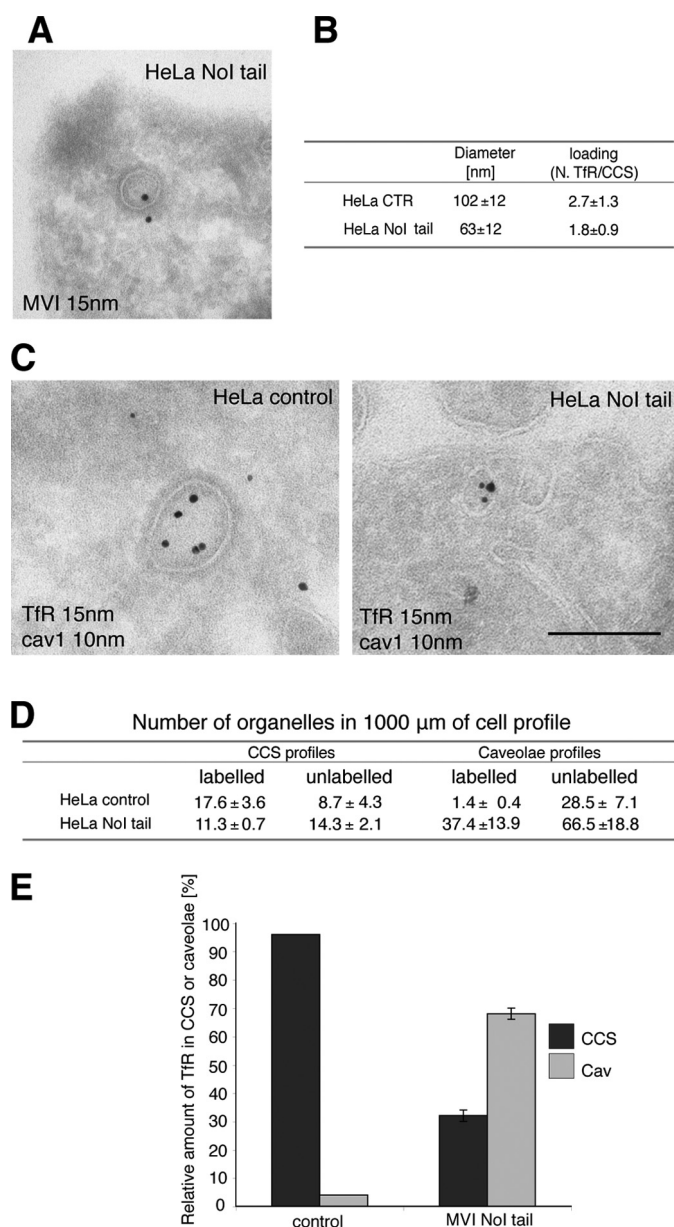 A
HeLa NoI tail
MVI 15nm
B
Diameter loading
[nm] (N. TfR/CCS)
HeLa CTR 102 ±12 2.7±1.3
HeLa NoI tail 63±12 1.8±0.9
C
HeLa control
TfR 15nm
cav1 10nm
HeLa NoI tail
TfR 15nm
cav1 10nm
D
Number of organelles in 1000 µm of cell profile
CCS profiles Caveolae profiles
labelled unlabelled labelled unlabelled
HeLa control 17.6 ± 3.6 8.7 ± 4.3 1.4 ± 0.4 28.5 ± 7.1
HeLa NoI tail 11.3 ± 0.7 14.3 ± 2.1 37.4 ±13.9 66.5 ±18.8
E
Relative amount of TfR in CCS or caveolae [%]
100
90
80
70
60
50
40
30
20
10
0
control
MVI NoI tail
CCS
Cav